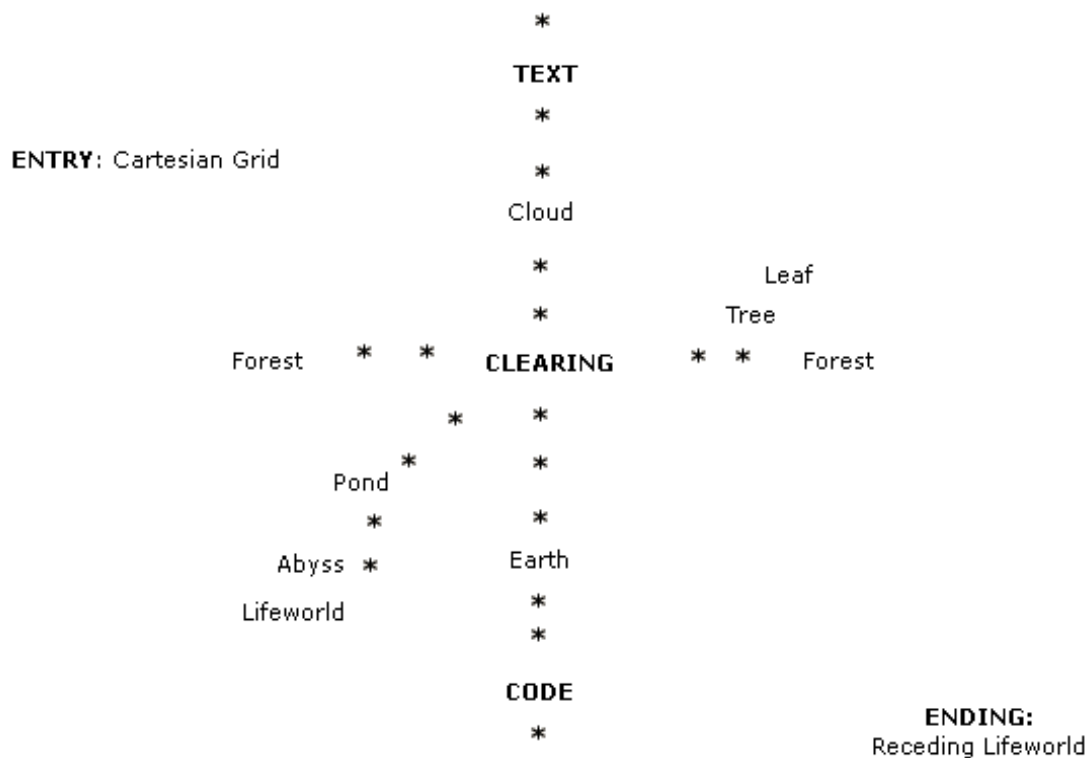 *
TEXT
*
ENTRY: Cartesian Grid
*
Cloud
*
Leaf
*
Tree
Forest * * CLEARING * * Forest
* *
* *
Pond
* *
Abyss * Earth
Lifeworld *
*
CODE
ENDING:
*
Receding Lifeworld